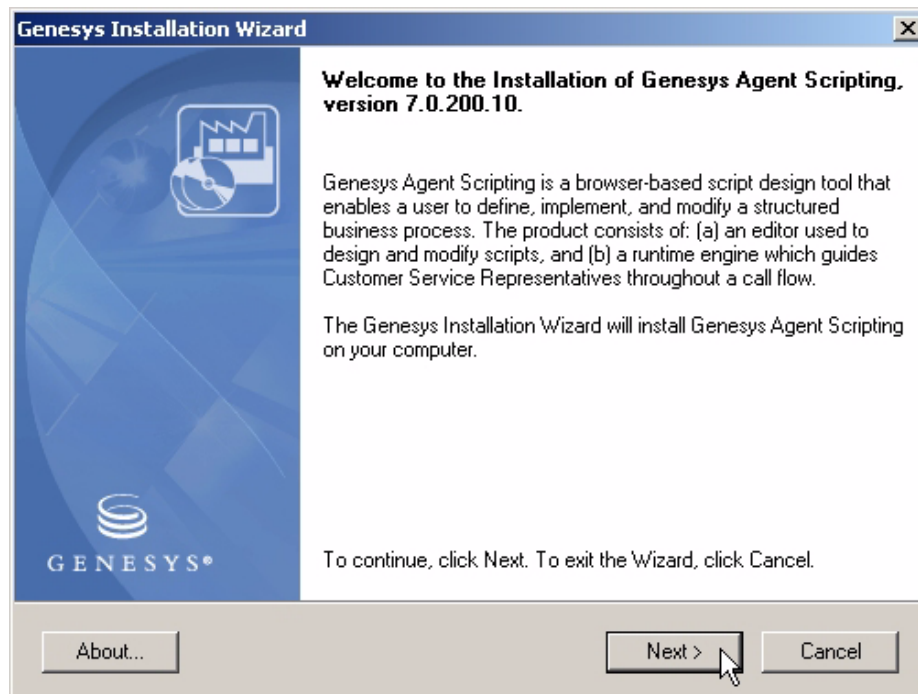 Genesys Installation Wizard
Welcome to the Installation of Genesys Agent Scripting,
version 7.0.200.10.
Genesys Agent Scripting is a browser-based script design tool that
enables a user to define, implement, and modify a structured
business process. The product consists of: (a) an editor used to
design and modify scripts, and (b) a runtime engine which guides
Customer Service Representatives throughout a call flow.
The Genesys Installation Wizard will install Genesys Agent Scripting
on your computer.
GENESYS®
To continue, click Next. To exit the Wizard, click Cancel.
About...
Next >
Cancel